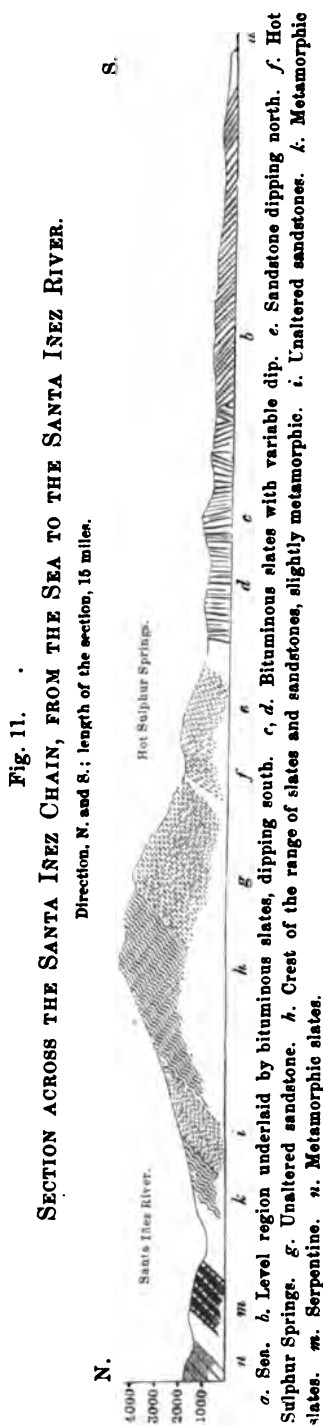 Fig. 11.
SECTION ACROSS THE SANTA IÑEZ CHAIN, FROM THE SEA TO THE SANTA IÑEZ RIVER.
Direction, N. and S.; length of the section, 15 miles.
N.
S.
4000
3000
2000
1000
Santa Iñez River.
Hot Sulphur Springs.
n m k i h g f e d c b a
a. Sea. b. Level region underlaid by bituminous slates, dipping south. c, d. Bituminous slates with variable dip. e. Sandstone dipping north. f. Hot
Sulphur Springs. g. Unaltered sandstone. h. Crest of the range of slates and sandstones, slightly metamorphic. i. Unaltered sandstones. k. Metamorphic
slates. m. Serpentine. n. Metamorphic slates.